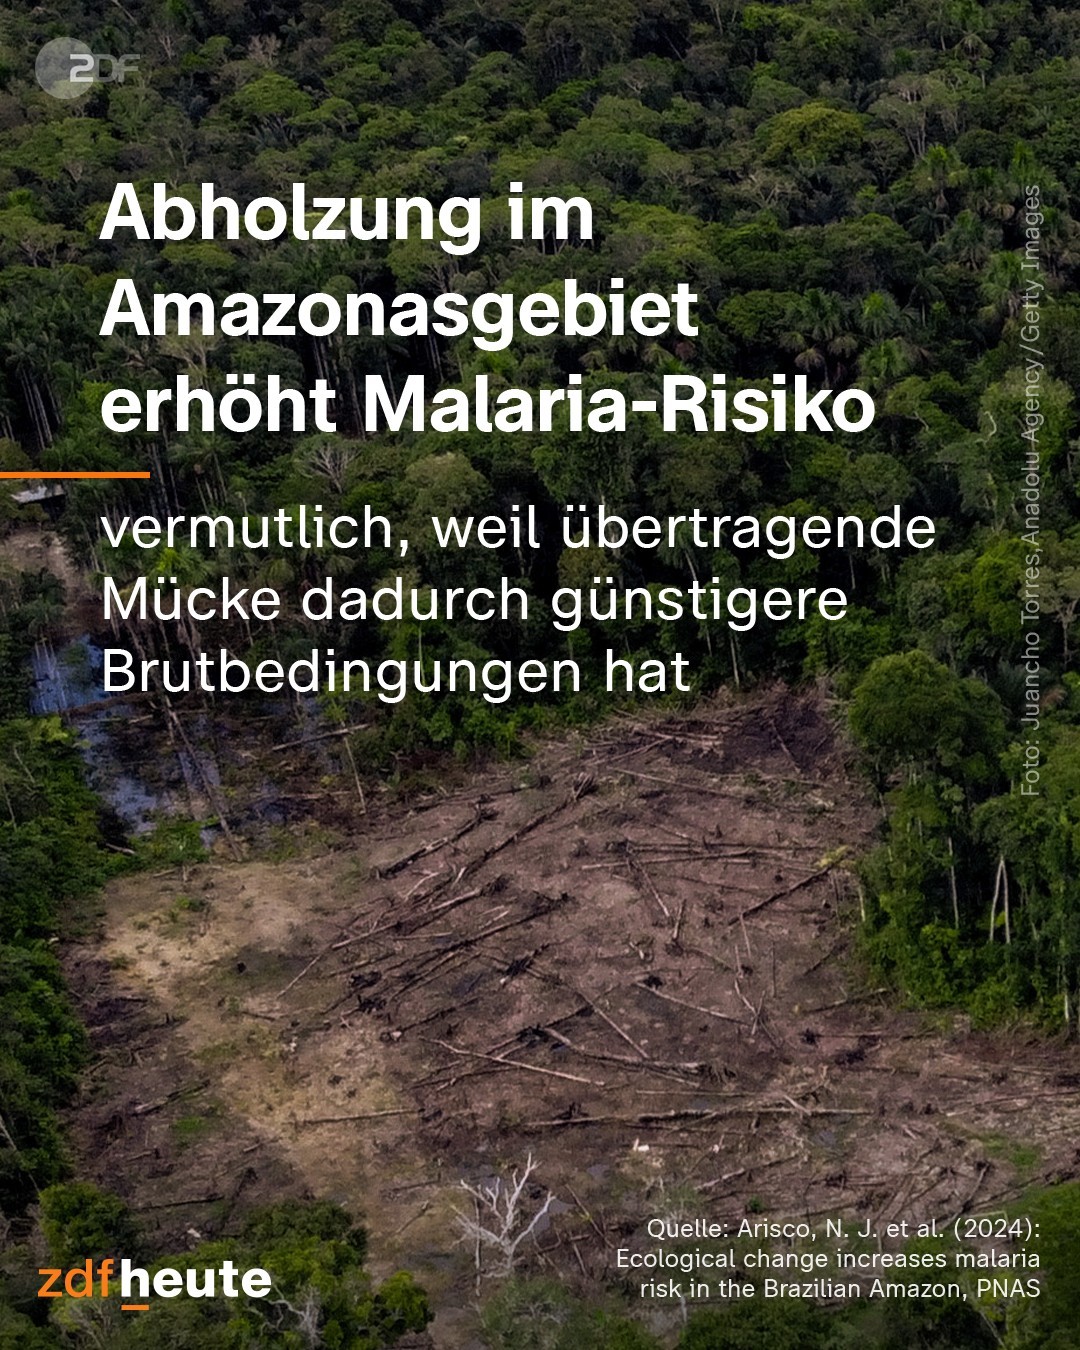 ZDF
Abholzung im
Amazonasgebiet
erhöht Malaria-Risiko
vermutlich, weil übertragende
Mücke dadurch günstigere
Brutbedingungen hat
Foto: Juancho Torres,Anadolu Agency/Getty Images
Quelle: Arisco, N. J. et al. (2024):
Ecological change increases malaria
risk in the Brazilian Amazon, PNAS
zdfheute